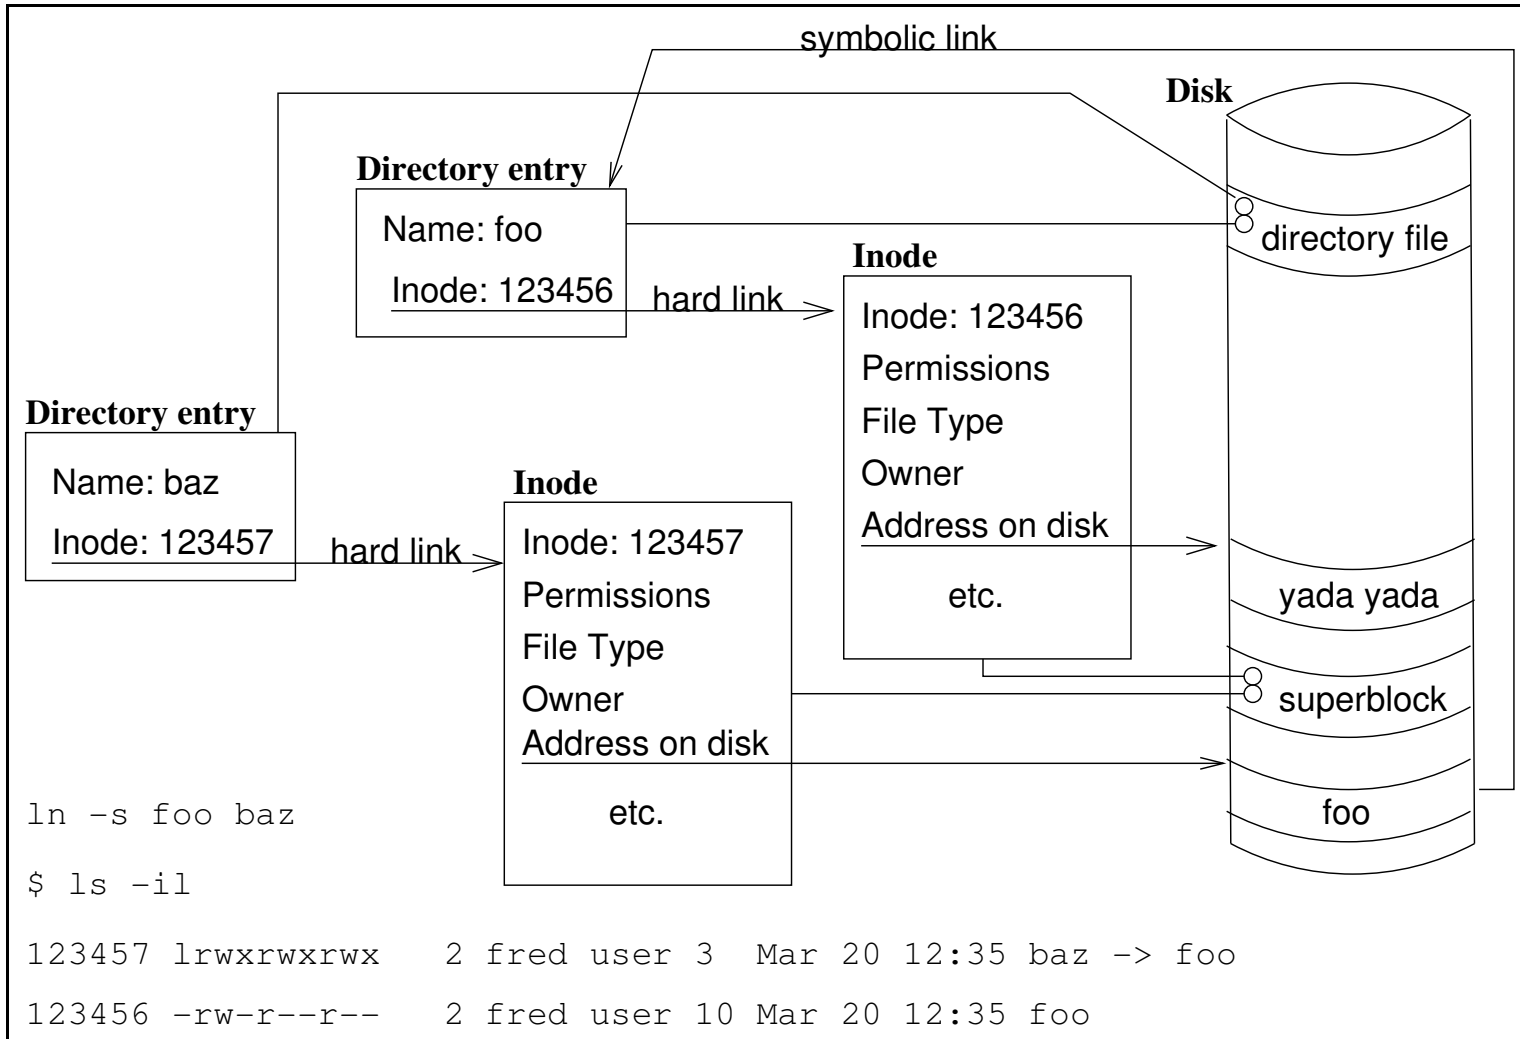 symbolic link
Disk
Directory entry
Name: foo
Inode: 123456
hard link
directory file
Inode
Inode: 123456
Permissions
File Type
Owner
Address on disk
etc.
Directory entry
Name: baz
Inode: 123457
hard link
Inode
Inode: 123457
Permissions
File Type
Owner
Address on disk
etc.
yada yada
superblock
foo
ln -s foo baz
$ ls -il
123457 lrwxrwxrwx 2 fred user 3 Mar 20 12:35 baz -> foo
123456 -rw-r--r-- 2 fred user 10 Mar 20 12:35 foo